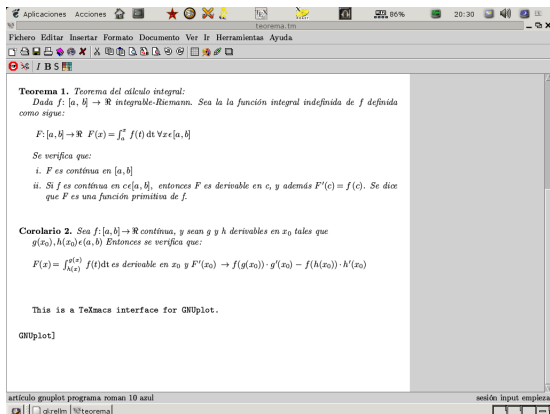 Aplicaciones Acciones 86% 20:30
teorema.tm
Fichero Editar Insertar Formato Documento Ver Ir Herramientas Ayuda
I B S
Teorema 1. Teorema del cálculo integral:
Dada f: [a, b] → ℜ integrable-Riemann. Sea la la función integral indefinida de f definida
como sigue:
F: [a, b] → ℜ F(x) = ∫ₐˣ f(t) dt ∀xϵ[a, b]
Se verifica que:
i. F es contínua en [a, b]
ii. Si f es contínua en cϵ[a, b], entonces F es derivable en c, y además F′(c) = f(c). Se dice
que F es una función primitiva de f.
Corolario 2. Sea f: [a, b] → ℜ contínua, y sean g y h derivables en x₀ tales que
g(x₀), h(x₀)ϵ(a, b) Entonces se verifica que:
F(x) = ∫_{h(x)}^{g(x)} f(t)dt es derivable en x₀ y F′(x₀) → f(g(x₀)) · g′(x₀) − f(h(x₀)) · h′(x₀)
This is a TeXmacs interface for GNUplot.
GNUplot]
artículo gnuplot programa roman 10 azul sesión input empieza
gkrellm teorema